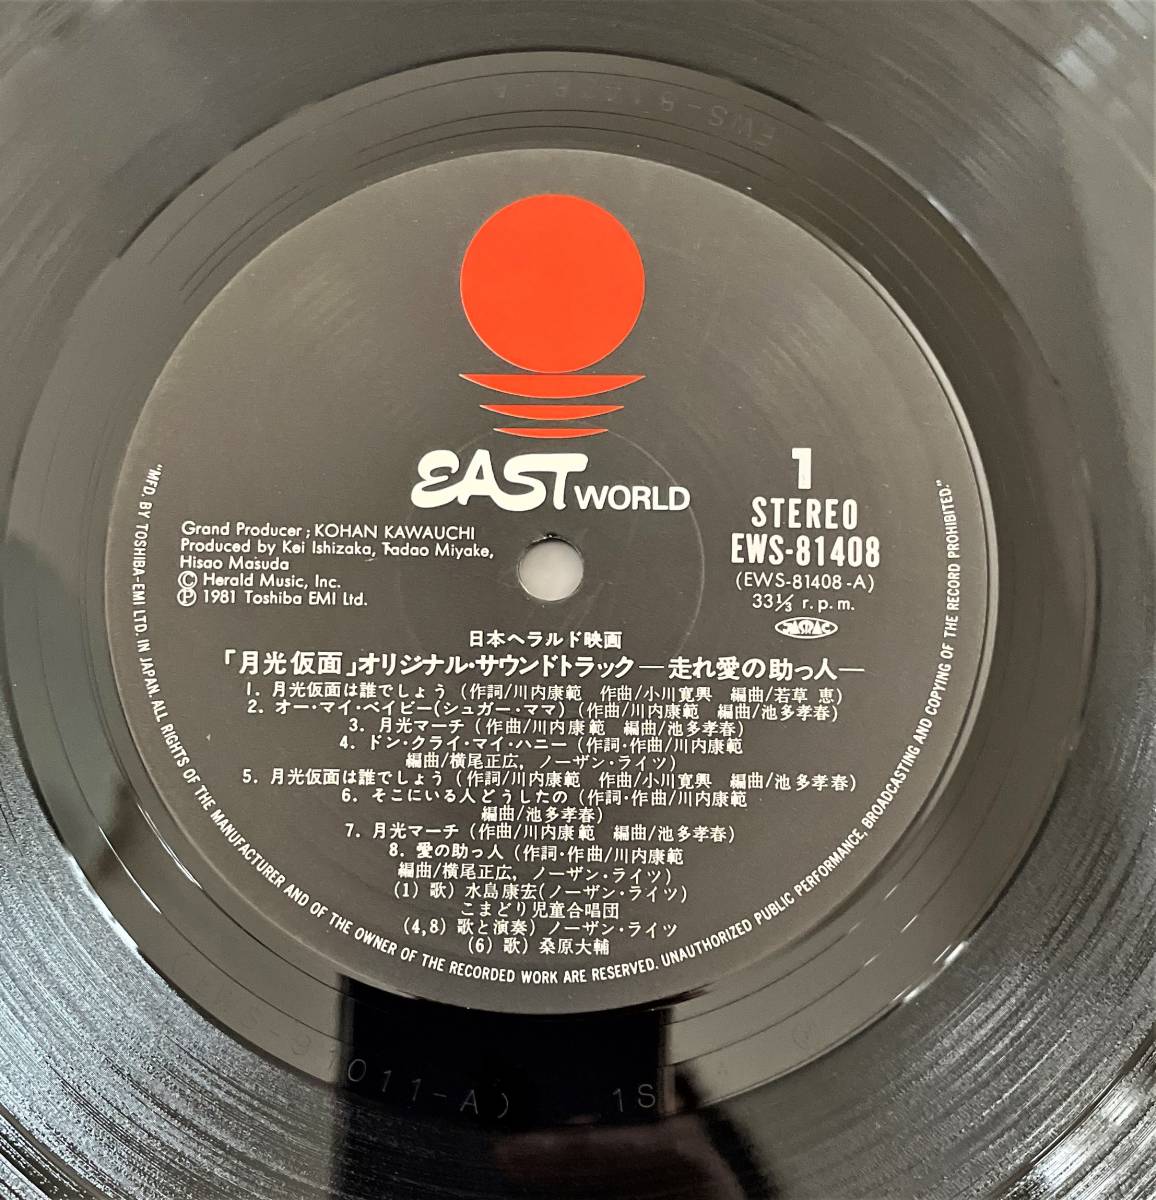 EWS-8140
EAST WORLD
1
STEREO
EWS-81408
(EWS-81408-A)
33⅓ r.p.m.
JASRAC
Grand Producer ; KOHAN KAWAUCHI
Produced by Kei Ishizaka, Tadao Miyake,
Hisao Masuda
Ⓒ Herald Music, Inc.
Ⓟ 1981 Toshiba EMI Ltd.
日本ヘラルド映画
「月光仮面」オリジナル・サウンドトラック—走れ愛の助っ人—
1. 月光仮面は誰でしょう (作詞/川内康範 作曲/小川寛興 編曲/若草 恵)
2. オー・マイ・ベイビー(シュガー・ママ) (作曲/川内康範 編曲/池多孝春)
3. 月光マーチ (作曲/川内康範 編曲/池多孝春)
4. ドン・クライ・マイ・ハニー (作詞・作曲/川内康範
編曲/横尾正広, ノーザン・ライツ)
5. 月光仮面は誰でしょう (作詞/川内康範 作曲/小川寛興 編曲/池多孝春)
6. そこにいる人どうしたの (作詞・作曲/川内康範
編曲/池多孝春)
7. 月光マーチ (作曲/川内康範 編曲/池多孝春)
8. 愛の助っ人 (作詞・作曲/川内康範
編曲/横尾正広, ノーザン・ライツ)
(1) 歌) 水島康宏(ノーザン・ライツ)
こまどり児童合唱団
(4,8) 歌と演奏) ノーザン・ライツ
(6) 歌) 桑原大輔
"MFD. BY TOSHIBA-EMI LTD. IN JAPAN ALL RIGHTS OF THE MANUFACTURER AND OF THE OWNER OF THE RECORDED WORK ARE RESERVED. UNAUTHORIZED PUBLIC PERFORMANCE, BROADCASTING AND COPYING OF THE RECORD PROHIBITED."
011-A) 1S